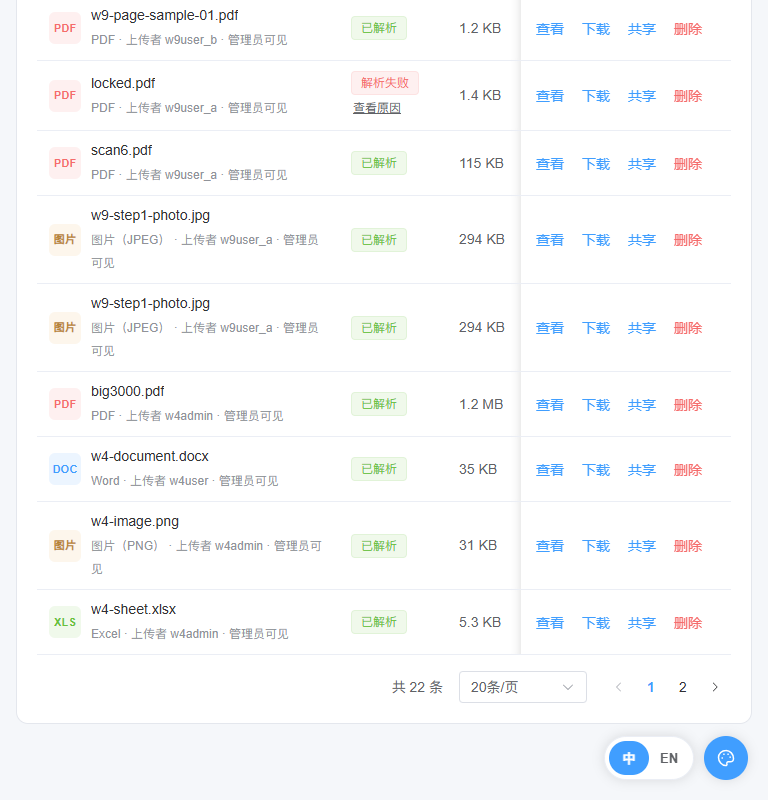 PDF w9-page-sample-01.pdf 已解析 1.2 KB 查看 下载 共享 删除
PDF · 上传者 w9user_b · 管理员可见
PDF locked.pdf 解析失败 1.4 KB 查看 下载 共享 删除
PDF · 上传者 w9user_a · 管理员可见 查看原因
PDF scan6.pdf 已解析 115 KB 查看 下载 共享 删除
PDF · 上传者 w9user_a · 管理员可见
图片 w9-step1-photo.jpg 已解析 294 KB 查看 下载 共享 删除
图片（JPEG） · 上传者 w9user_a · 管理员
可见
图片 w9-step1-photo.jpg 已解析 294 KB 查看 下载 共享 删除
图片（JPEG） · 上传者 w9user_a · 管理员
可见
PDF big3000.pdf 已解析 1.2 MB 查看 下载 共享 删除
PDF · 上传者 w4admin · 管理员可见
DOC w4-document.docx 已解析 35 KB 查看 下载 共享 删除
Word · 上传者 w4user · 管理员可见
图片 w4-image.png 已解析 31 KB 查看 下载 共享 删除
图片（PNG） · 上传者 w4admin · 管理员可
见
XLS w4-sheet.xlsx 已解析 5.3 KB 查看 下载 共享 删除
Excel · 上传者 w4admin · 管理员可见
共 22 条 20条/页 1 2
中 EN